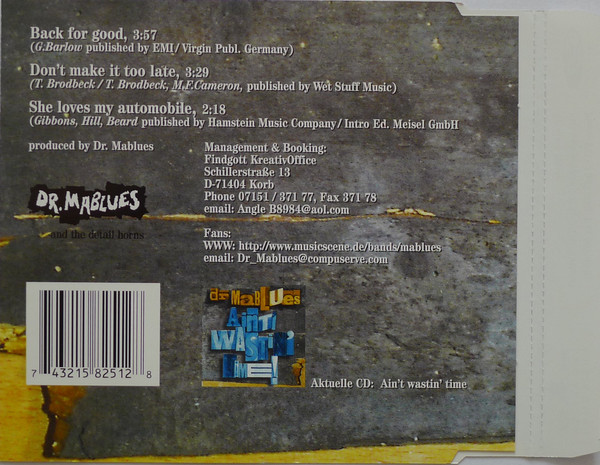 Back for good, 3:57
(G.Barlow published by EMI/Virgin Publ. Germany)
Don't make it too late, 3:29
(T. Brodbeck / T. Brodbeck, M.F.Cameron, published by Wet Stuff Music)
She loves my automobile, 2:18
(Gibbons, Hill, Beard published by Hamstein Music Company/Intro Ed. Meisel GmbH
produced by Dr. Mablues
Management & Booking:
Findgott KreativOffice
Schillerstraße 13
D-71404 Korb
Phone 07151 / 371 77, Fax 371 78
email: Angie B8984@aol.com
DR.MABLUES
and the detail horns
Fans:
WWW: http://www.musicscene.de/bands/mablues
email: Dr_Mablues@compuserve.com
dr MaBLUes
Ain't
WASTIN'
TIME!
Aktuelle CD: Ain't wastin' time
7 43215 82512 8